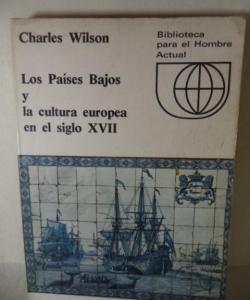 Charles Wilson
Biblioteca
para el Hombre
Actual
Los Países Bajos
y
la cultura europea
en el siglo XVII